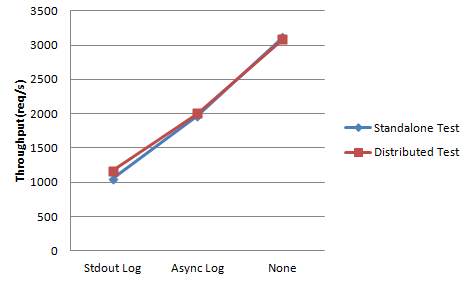 Throughput(req/s)
3500
3000
2500
2000
1500
1000
500
0
Stdout Log
Async Log
None
Standalone Test
Distributed Test